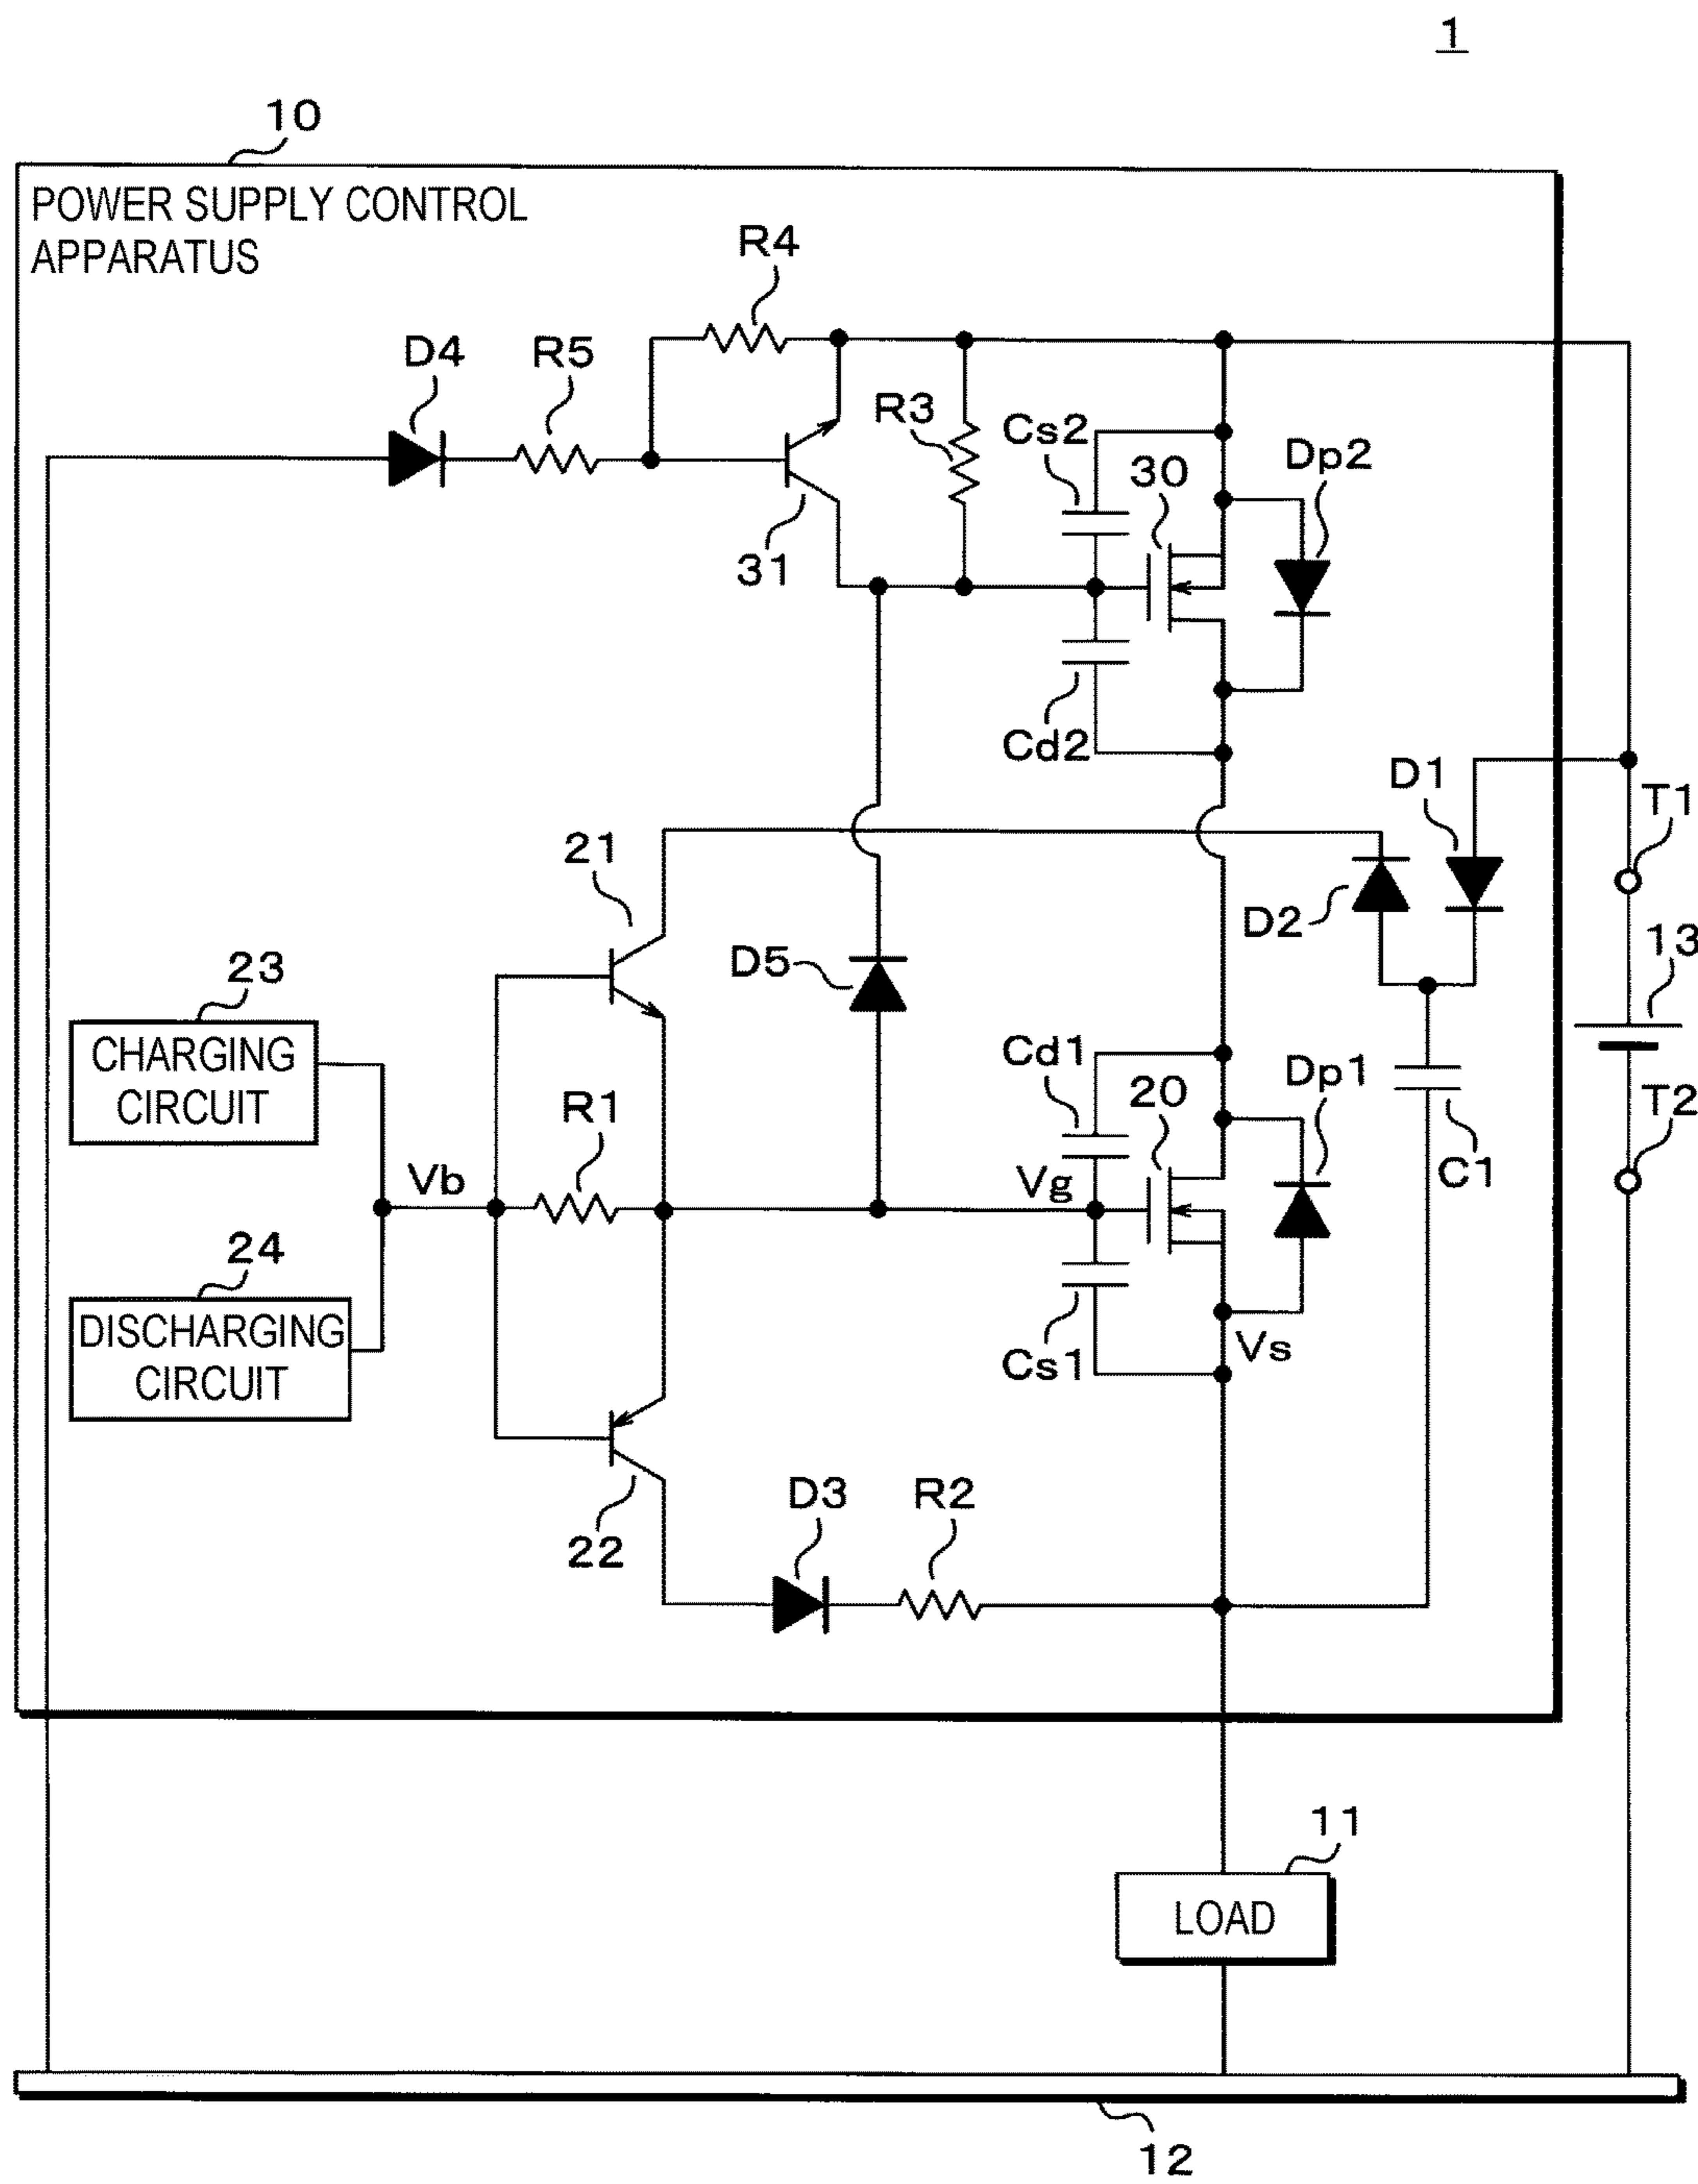 1
10
POWER SUPPLY CONTROL
APPARATUS
R4
D4
R5
R3
Cs2
30
Dp2
31
Cd2
D1
T1
21
D2
13
D5
23
CHARGING
CIRCUIT
Cd1
20
Dp1
T2
R1
C1
Vb
Vg
24
DISCHARGING
CIRCUIT
Cs1
Vs
22
D3
R2
11
LOAD
12